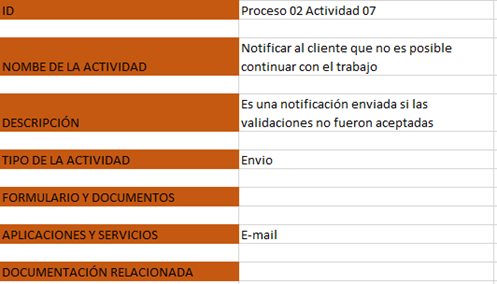 ID Proceso 02 Actividad 07
Notificar al cliente que no es posible
NOMBE DE LA ACTIVIDAD continuar con el trabajo
Es una notificación enviada si las
DESCRIPCIÓN validaciones no fueron aceptadas
TIPO DE LA ACTIVIDAD Envio
FORMULARIO Y DOCUMENTOS
APLICACIONES Y SERVICIOS E-mail
DOCUMENTACIÓN RELACIONADA